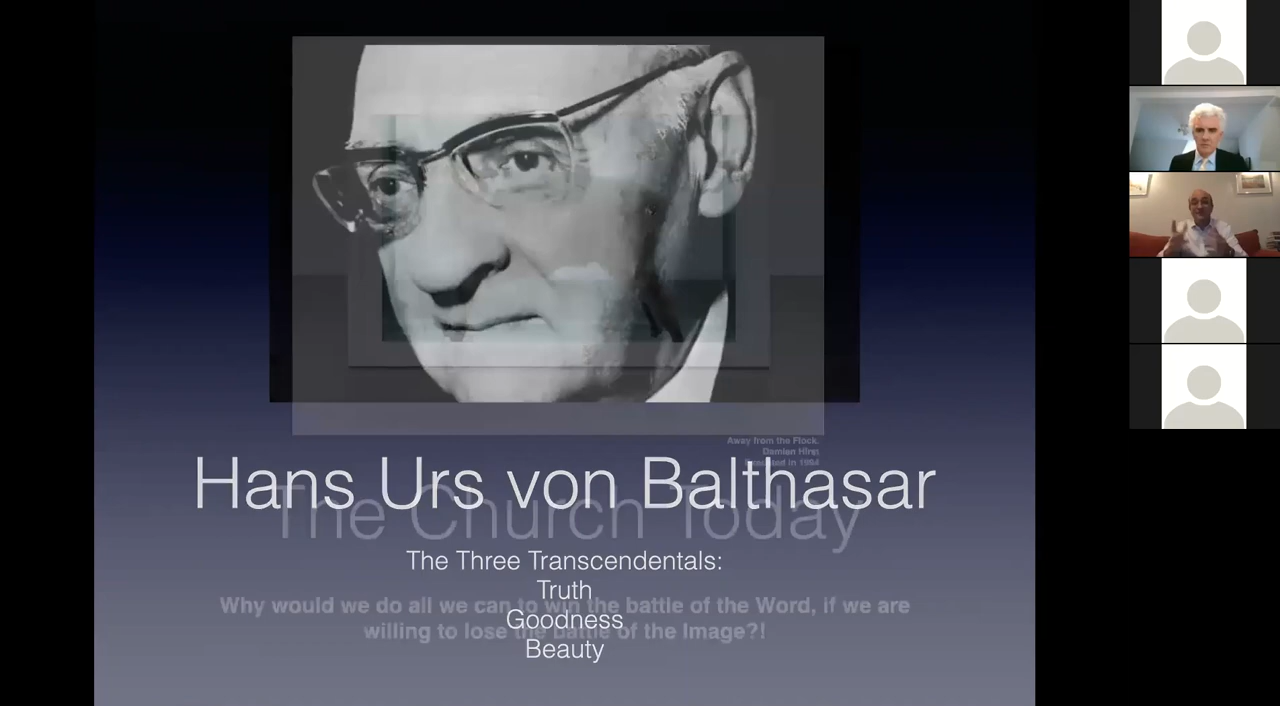 Away from the Flock.
Damien Hirst
in 1994
Hans Urs von Balthasar
The Church Today
The Three Transcendentals:
Truth
Why would we do all we can to win the battle of the Word, if we are
Goodness
willing to lose the battle of the Image?!
Beauty